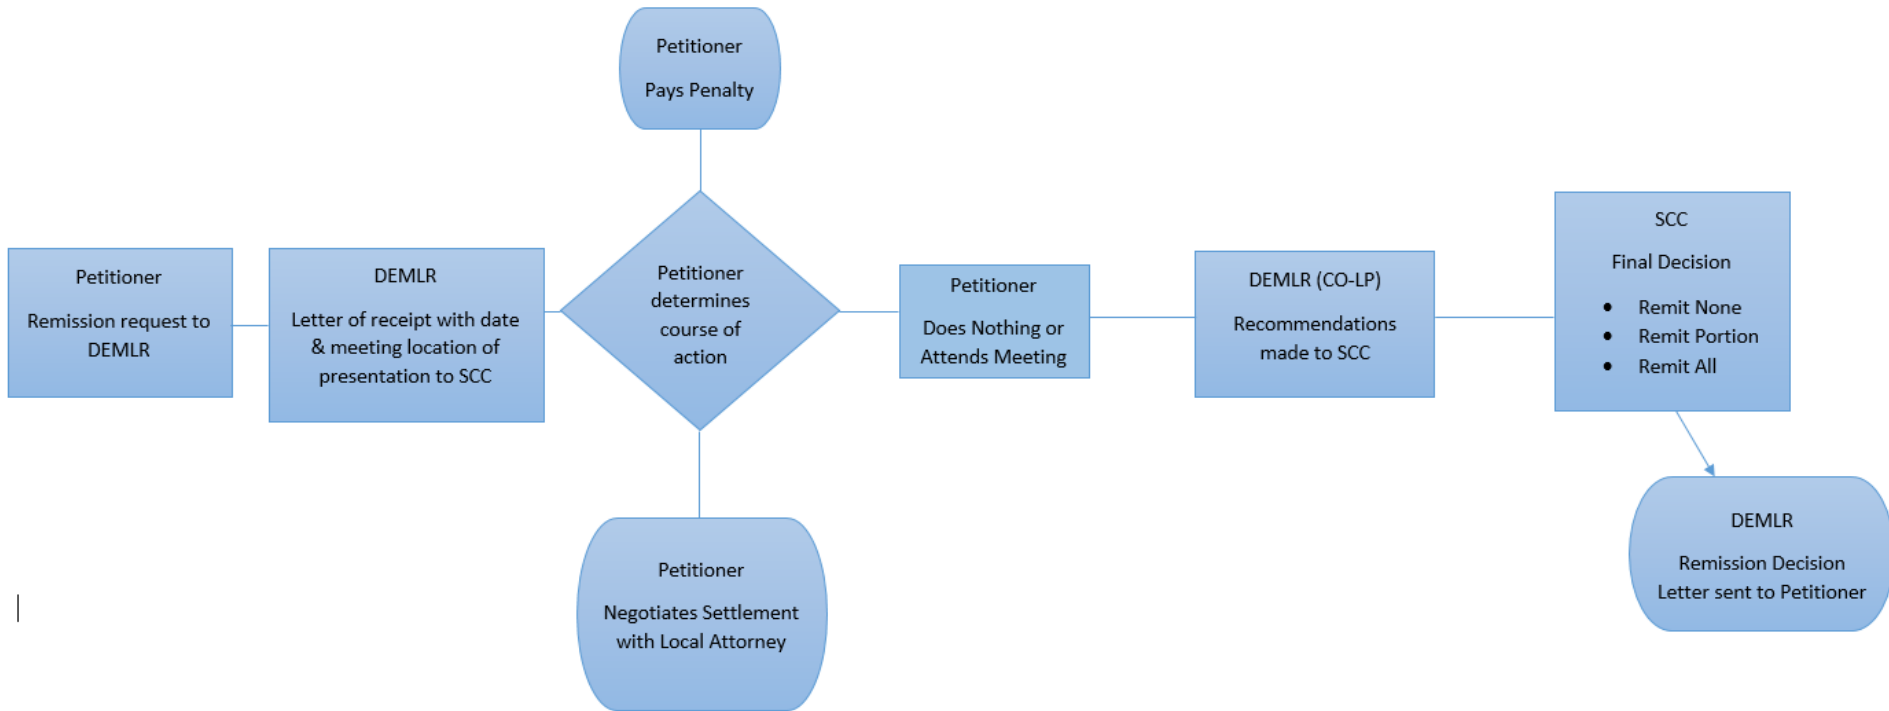 Petitioner
Pays Penalty
Petitioner
Remission request to
DEMLR
DEMLR
Letter of receipt with date
& meeting location of
presentation to SCC
Petitioner
determines
course of
action
Petitioner
Does Nothing or
Attends Meeting
DEMLR (CO-LP)
Recommendations
made to SCC
SCC
Final Decision
• Remit None
• Remit Portion
• Remit All
Petitioner
Negotiates Settlement
with Local Attorney
DEMLR
Remission Decision
Letter sent to Petitioner